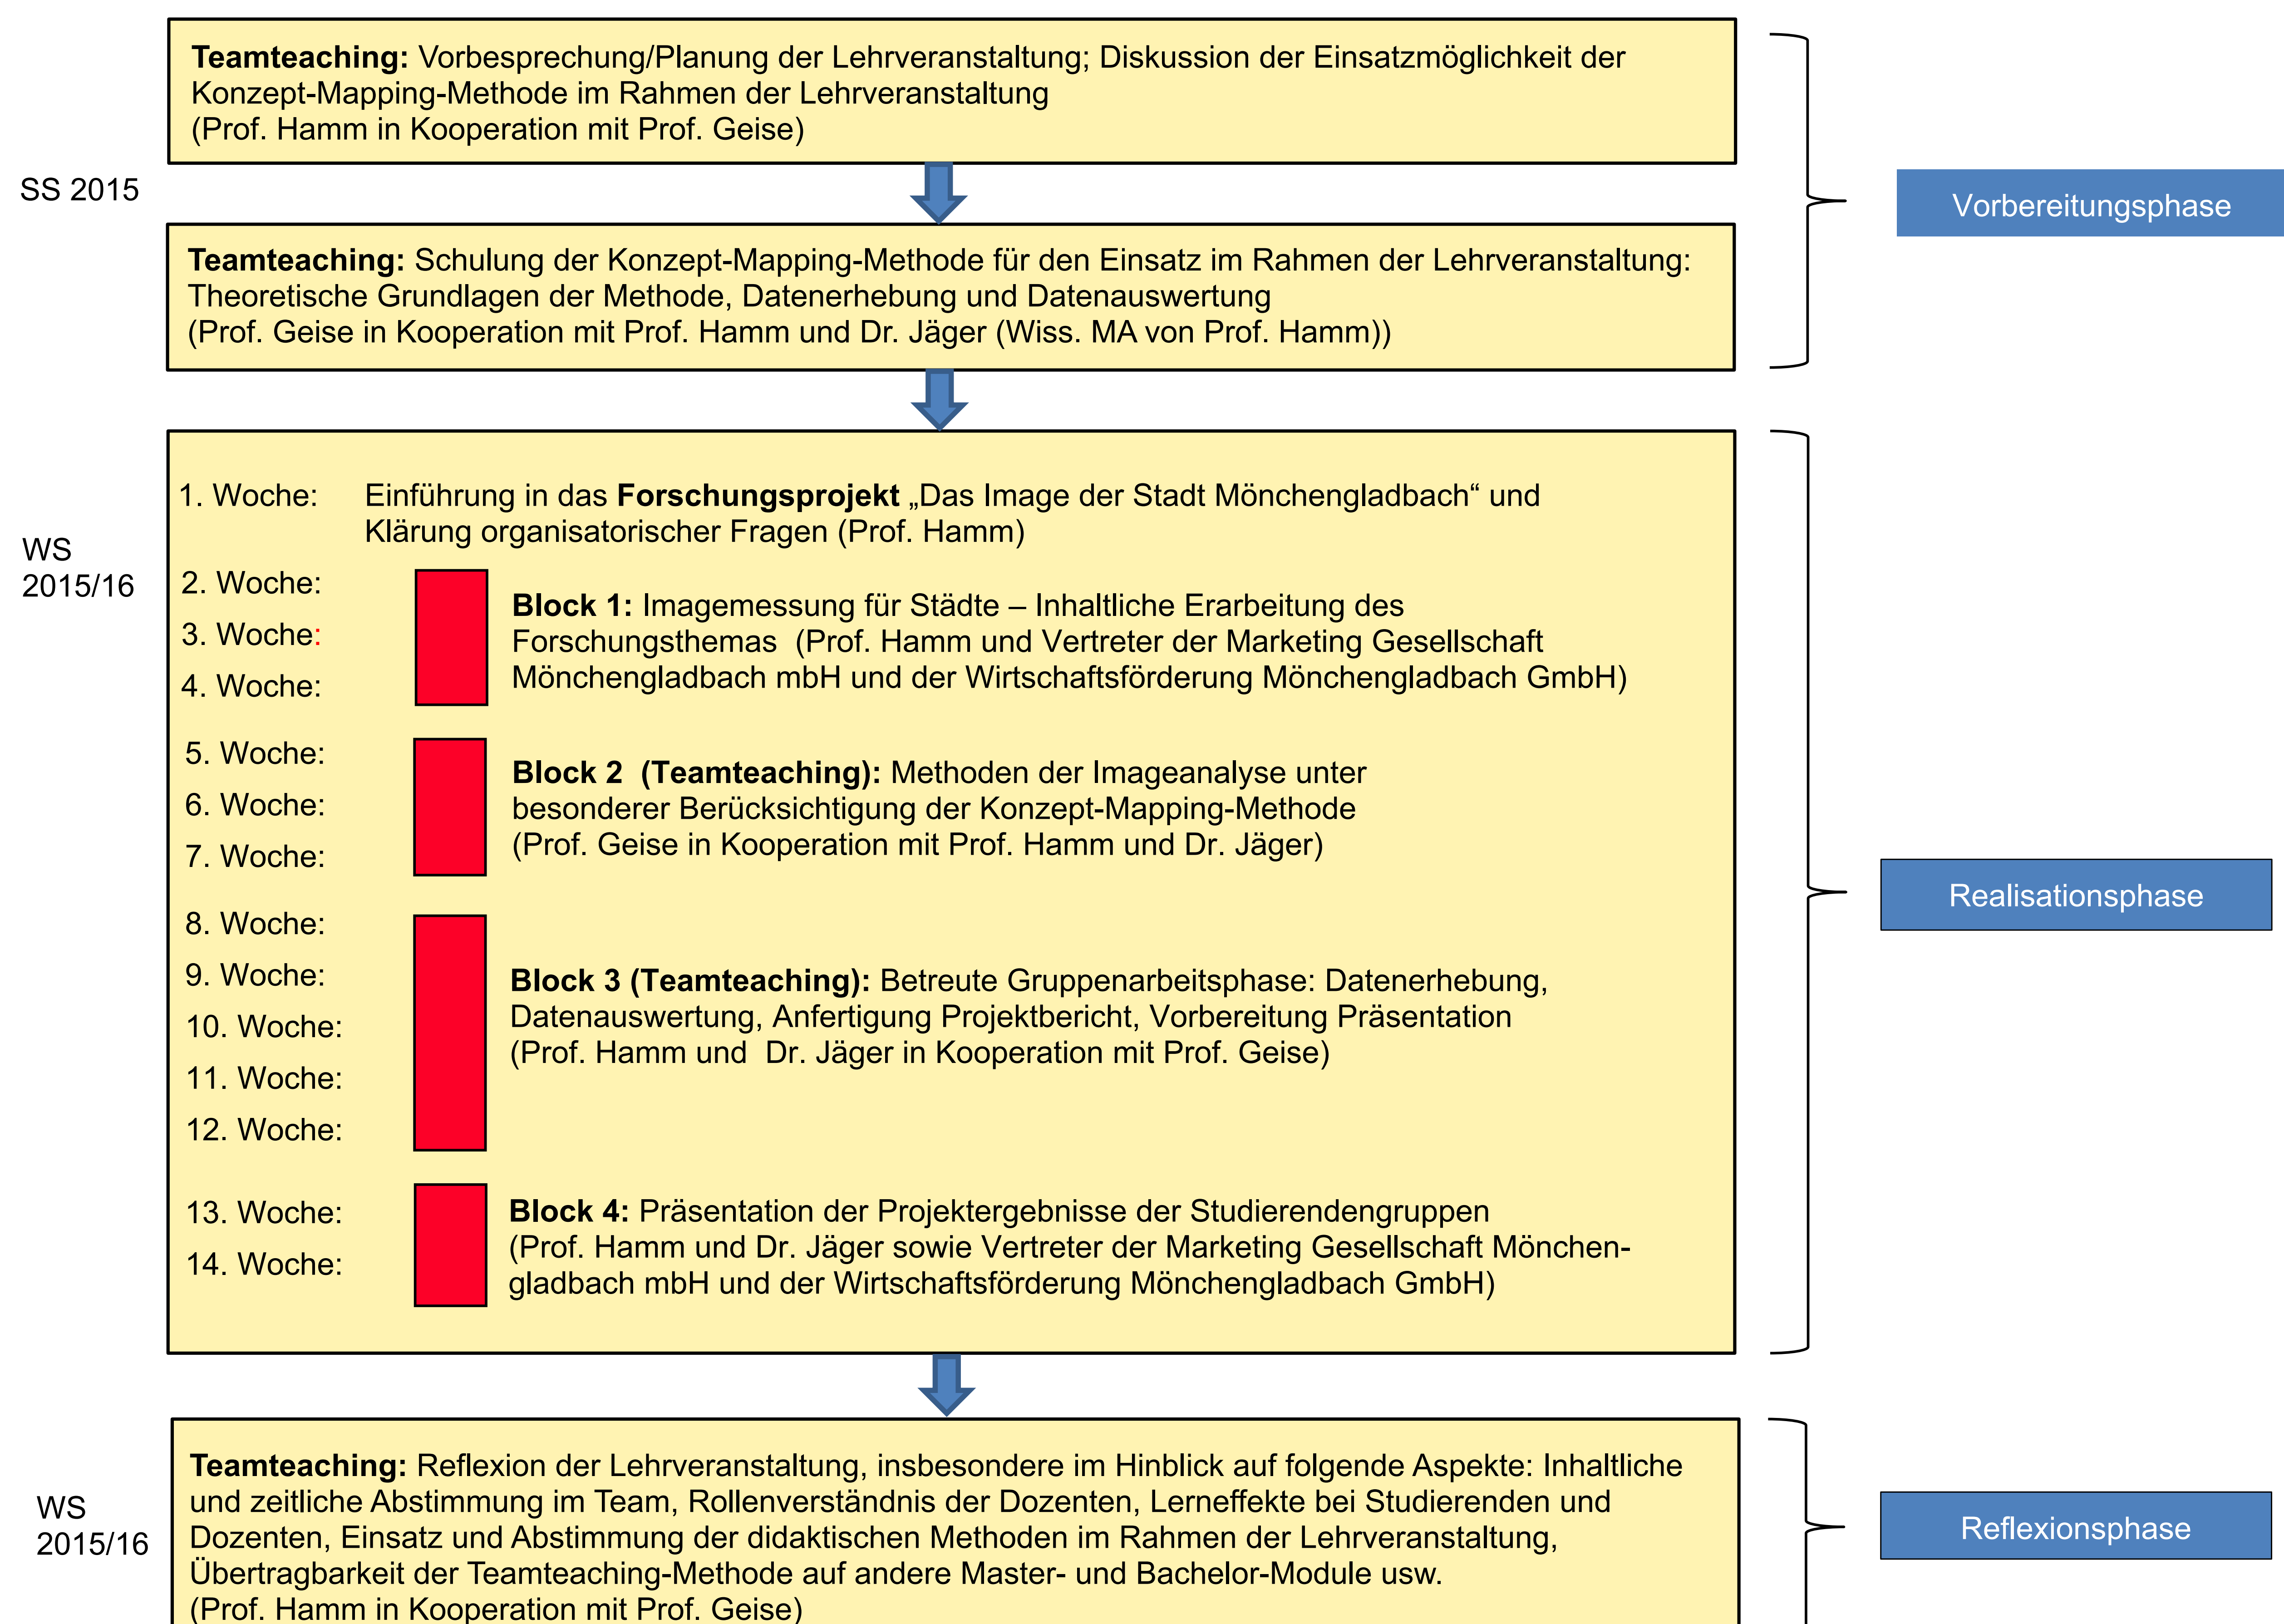 Teamteaching: Vorbesprechung/Planung der Lehrveranstaltung; Diskussion der Einsatzmöglichkeit der
Konzept-Mapping-Methode im Rahmen der Lehrveranstaltung
(Prof. Hamm in Kooperation mit Prof. Geise)
SS 2015
Vorbereitungsphase
Teamteaching: Schulung der Konzept-Mapping-Methode für den Einsatz im Rahmen der Lehrveranstaltung:
Theoretische Grundlagen der Methode, Datenerhebung und Datenauswertung
(Prof. Geise in Kooperation mit Prof. Hamm und Dr. Jäger (Wiss. MA von Prof. Hamm))
WS
2015/16
1. Woche: Einführung in das Forschungsprojekt „Das Image der Stadt Mönchengladbach“ und
Klärung organisatorischer Fragen (Prof. Hamm)
2. Woche:
3. Woche:
4. Woche:
Block 1: Imagemessung für Städte – Inhaltliche Erarbeitung des
Forschungsthemas (Prof. Hamm und Vertreter der Marketing Gesellschaft
Mönchengladbach mbH und der Wirtschaftsförderung Mönchengladbach GmbH)
5. Woche:
6. Woche:
7. Woche:
Block 2 (Teamteaching): Methoden der Imageanalyse unter
besonderer Berücksichtigung der Konzept-Mapping-Methode
(Prof. Geise in Kooperation mit Prof. Hamm und Dr. Jäger)
Realisationsphase
8. Woche:
9. Woche:
10. Woche:
11. Woche:
12. Woche:
Block 3 (Teamteaching): Betreute Gruppenarbeitsphase: Datenerhebung,
Datenauswertung, Anfertigung Projektbericht, Vorbereitung Präsentation
(Prof. Hamm und Dr. Jäger in Kooperation mit Prof. Geise)
13. Woche:
14. Woche:
Block 4: Präsentation der Projektergebnisse der Studierendengruppen
(Prof. Hamm und Dr. Jäger sowie Vertreter der Marketing Gesellschaft Mönchen-
gladbach mbH und der Wirtschaftsförderung Mönchengladbach GmbH)
WS
2015/16
Teamteaching: Reflexion der Lehrveranstaltung, insbesondere im Hinblick auf folgende Aspekte: Inhaltliche
und zeitliche Abstimmung im Team, Rollenverständnis der Dozenten, Lerneffekte bei Studierenden und
Dozenten, Einsatz und Abstimmung der didaktischen Methoden im Rahmen der Lehrveranstaltung,
Übertragbarkeit der Teamteaching-Methode auf andere Master- und Bachelor-Module usw.
(Prof. Hamm in Kooperation mit Prof. Geise)
Reflexionsphase